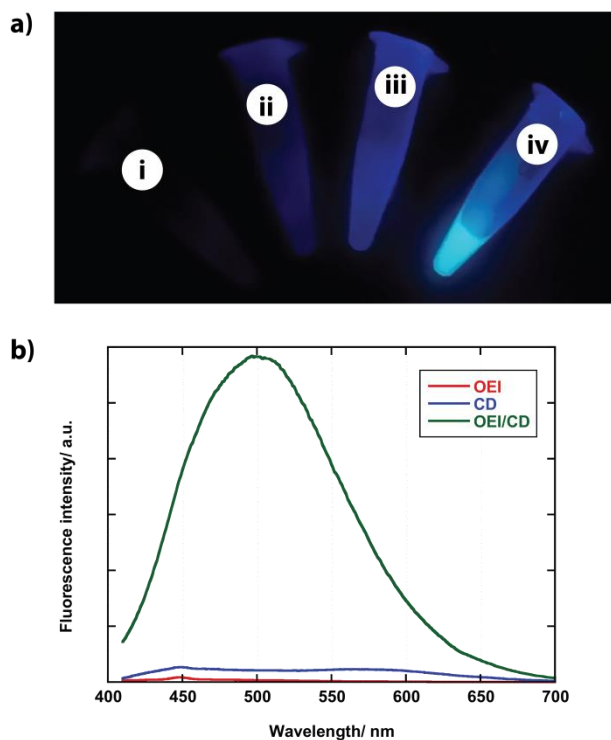 a)
i
ii
iii
iv
b)
Fluorescence intensity/ a.u.
OEI
CD
OEI/CD
400 450 500 550 600 650 700
Wavelength/ nm